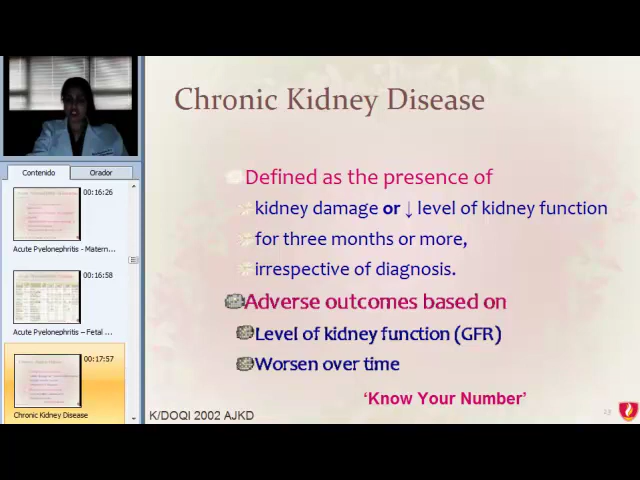 Chronic Kidney Disease
Defined as the presence of
kidney damage or ↓ level of kidney function
for three months or more,
irrespective of diagnosis.
Adverse outcomes based on
Level of kidney function (GFR)
Worsen over time
‘Know Your Number’
K/DOQI 2002 AJKD
23
Contenido
Orador
00:16:26
Acute Pyelonephritis - Matern...
00:16:58
Acute Pyelonephritis – Fetal ...
00:17:57
Chronic Kidney Disease